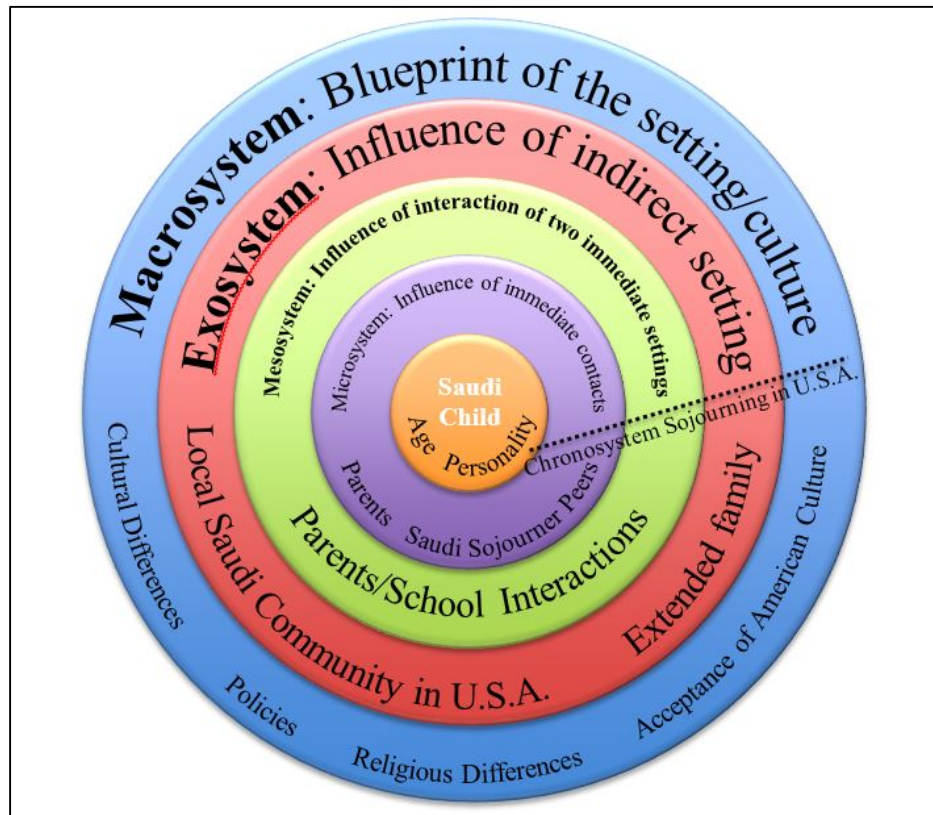 Macrosystem: Blueprint of the setting/culture
Exosystem: Influence of indirect setting
Mesosystem: Influence of interaction of two immediate settings
Microsystem: Influence of immediate contacts
Saudi
Child
Age Personality
Chronosystem Sojourning in U.S.A.
Parents
Saudi Sojourner Peers
Parents/School Interactions
Local Saudi Community in U.S.A.
Extended family
Cultural Differences
Policies
Religious Differences
Acceptance of American Culture